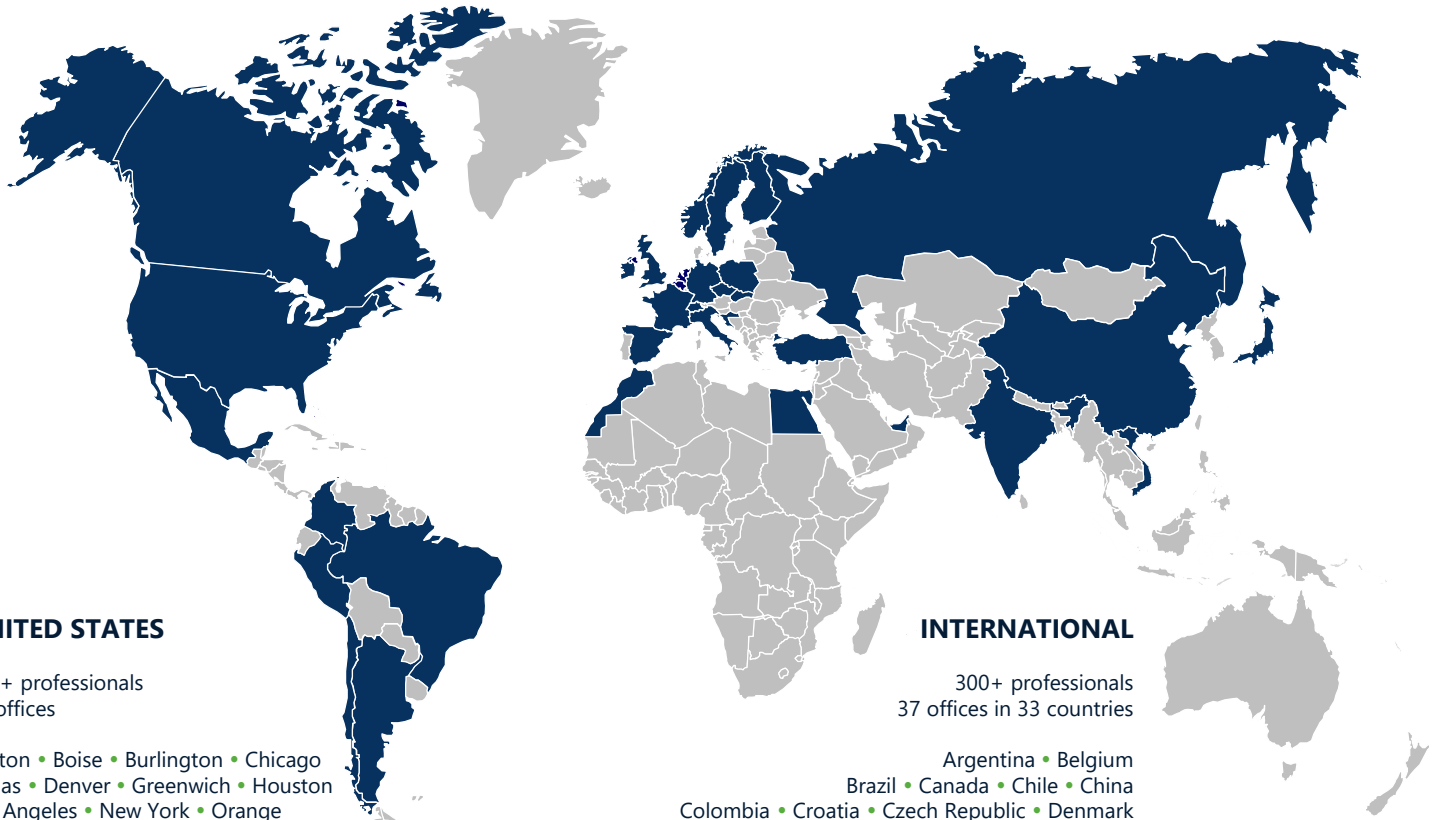 NITED STATES
+ professionals
offices
ton • Boise • Burlington • Chicago
as • Denver • Greenwich • Houston
Angeles • New York • Orange
INTERNATIONAL
300+ professionals
37 offices in 33 countries
Argentina • Belgium
Brazil • Canada • Chile • China
Colombia • Croatia • Czech Republic • Denmark